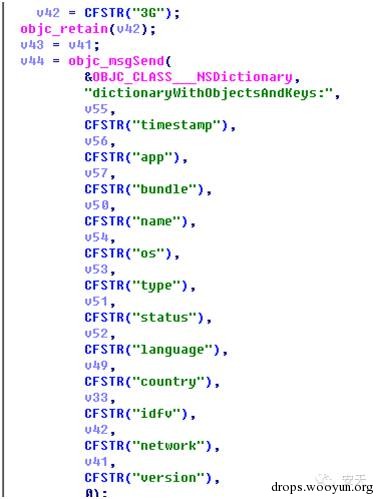 v42 = CFSTR("3G");
objc_retain(v42);
v43 = v41;
v44 = objc_msgSend(
&OBJC_CLASS___NSDictionary,
"dictionaryWithObjectsAndKeys:",
v55,
CFSTR("timestamp"),
v56,
CFSTR("app"),
v57,
CFSTR("bundle"),
v50,
CFSTR("name"),
v54,
CFSTR("os"),
v53,
CFSTR("type"),
v51,
CFSTR("status"),
v52,
CFSTR("language"),
v49,
CFSTR("country"),
v33,
CFSTR("idfv"),
v42,
CFSTR("network"),
v41,
CFSTR("version"),
0);
安天
drops.wooyun.org